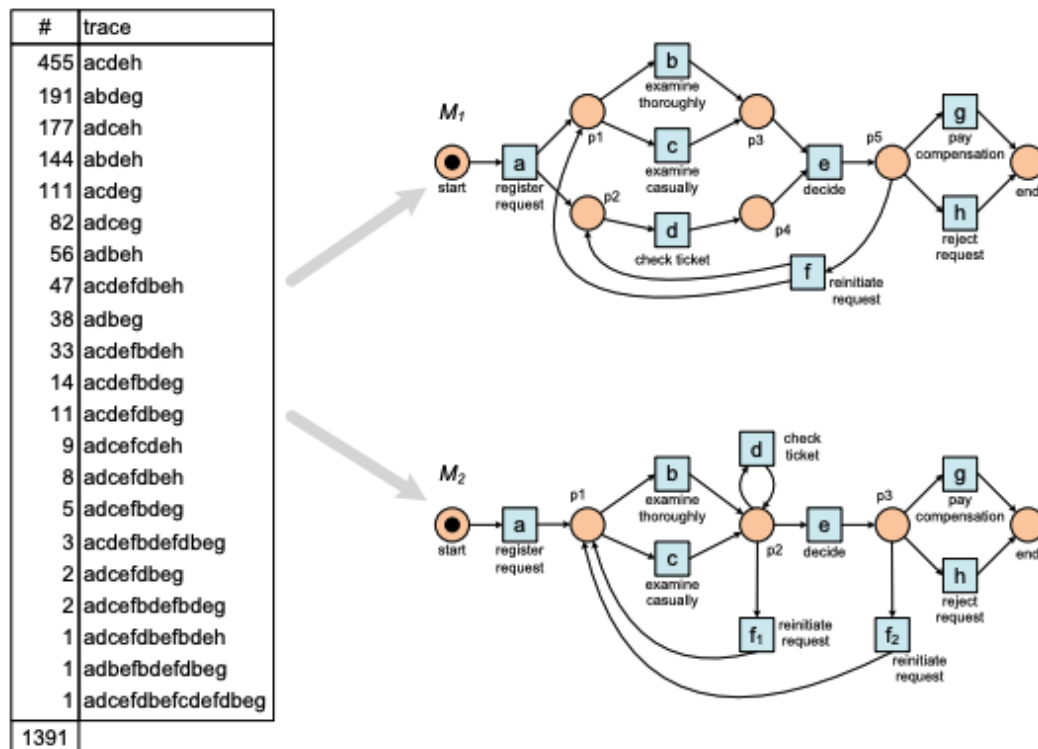 # trace
455 acdeh
191 abdeg
177 adceh
144 abdeh
111 acdeg
82 adceg
56 adbeh
47 acdefdbeh
38 adbeg
33 acdefbdeh
14 acdefbdeg
11 acdefdbeg
9 adcefcdeh
8 adcefdbeh
5 adcefbdeg
3 acdefbdefdbeg
2 adcefdbeg
2 adcefbdefbdeg
1 adcefdbefbdeh
1 adbefbdefdbeg
1 adcefdbefcdefdbeg
1391
M₁
start
a
register
request
p1
b
examine
thoroughly
c
examine
casually
p2
d
check ticket
p3
p4
e
decide
p5
f
reinitiate
request
g
pay
compensation
h
reject
request
end
M₂
start
a
register
request
p1
b
examine
thoroughly
c
examine
casually
d
check
ticket
p2
e
decide
p3
f₁
reinitiate
request
f₂
reinitiate
request
g
pay
compensation
h
reject
request
end